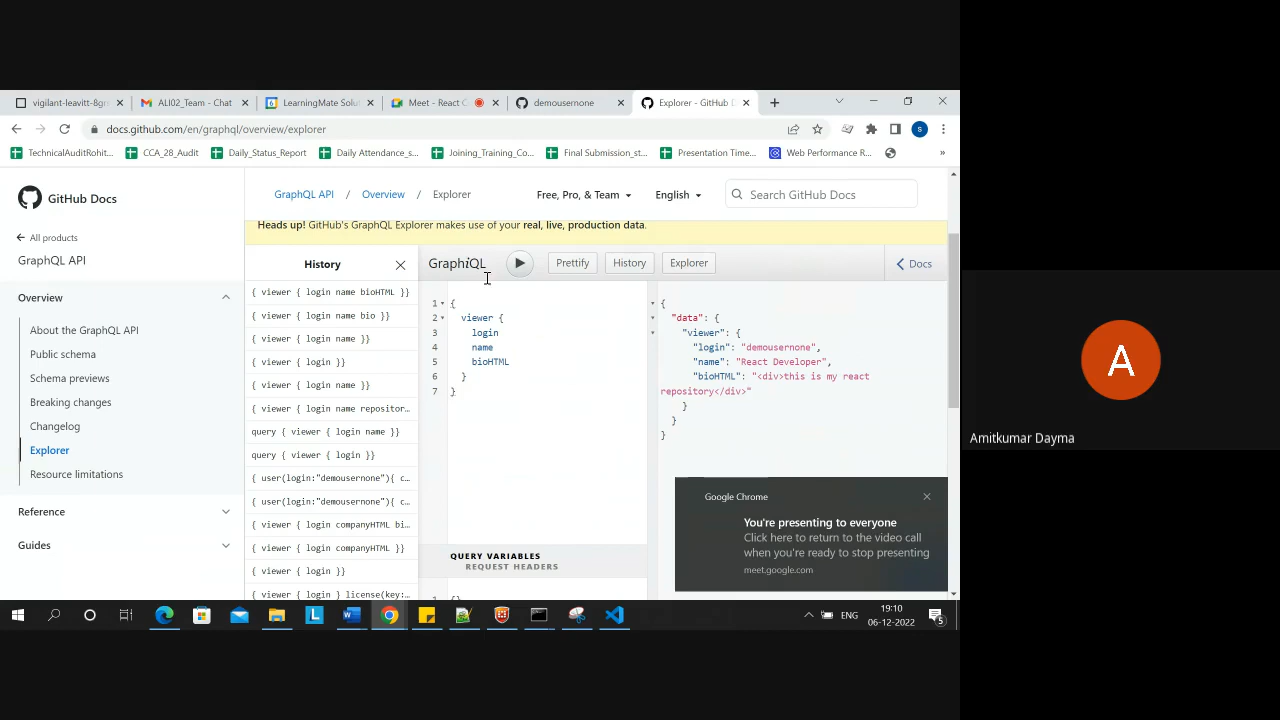 vigilant-leavitt-8g
ALI02_Team - Chat
LearningMate Solu
Meet - React C
demousernone
Explorer - GitHub D
docs.github.com/en/graphql/overview/explorer
S
TechnicalAuditRohit...
CCA_28_Audit
Daily_Status_Report
Daily Attendance_s...
Joining_Training_Co...
Final Submission_st...
Presentation Time...
Web Performance R...
»
GitHub Docs
GraphQL API / Overview / Explorer
Free, Pro, & Team
English
Search GitHub Docs
All products
GraphQL API
Overview
About the GraphQL API
Public schema
Schema previews
Breaking changes
Changelog
Explorer
Resource limitations
Reference
Guides
Heads up! GitHub's GraphQL Explorer makes use of your real, live, production data.
History
{ viewer { login name bioHTML }}
{ viewer { login name bio }}
{ viewer { login name }}
{ viewer { login }}
{ viewer { login name }}
{ viewer { login name repositor...
query { viewer { login name }}
query { viewer { login }}
{ user(login:"demousernone"){ c...
{ user(login:"demousernone"){ c...
{ viewer { login companyHTML bi...
{ viewer { login companyHTML }}
{ viewer { login }}
{ viewer { login } license(key:...
GraphiQL
Prettify
History
Explorer
Docs
1 {
2 viewer {
3 login
4 name
5 bioHTML
6 }
7 }
QUERY VARIABLES
REQUEST HEADERS
1 {}
{
"data": {
"viewer": {
"login": "demousernone",
"name": "React Developer",
"bioHTML": "<div>this is my react
repository</div>"
}
}
}
Google Chrome
You're presenting to everyone
Click here to return to the video call
when you're ready to stop presenting
meet.google.com
ENG
19:10
06-12-2022
5
A
Amitkumar Dayma